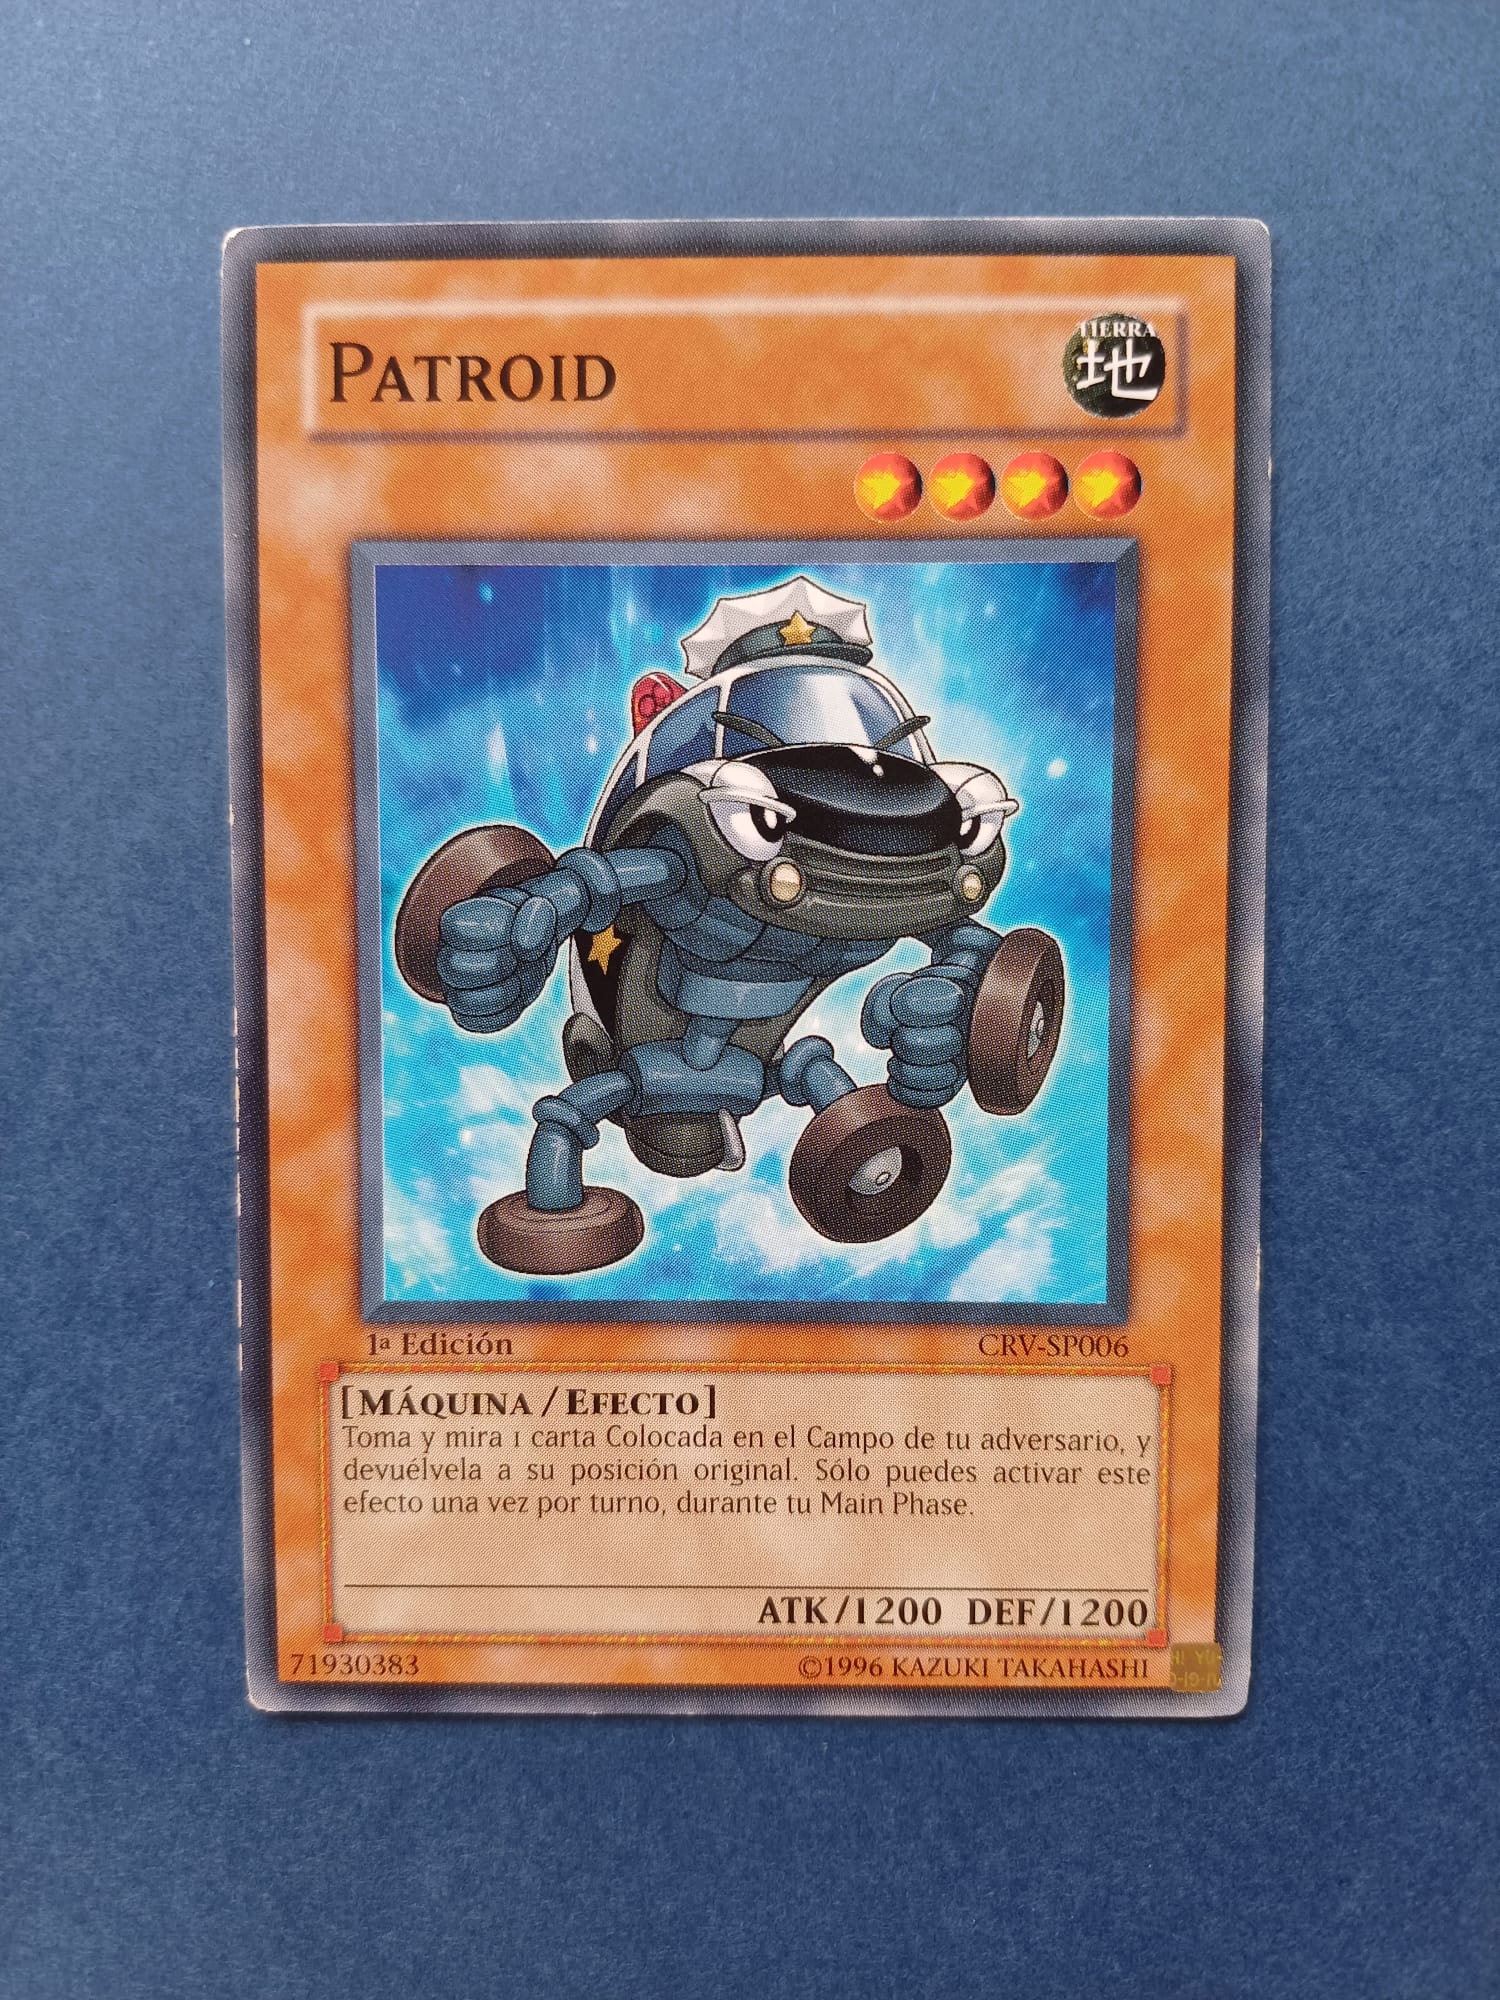 PATROID
TIERRA
地
1ª Edición
CRV-SP006
[MÁQUINA / EFECTO]
Toma y mira 1 carta Colocada en el Campo de tu adversario, y
devuélvela a su posición original. Sólo puedes activar este
efecto una vez por turno, durante tu Main Phase.
ATK/1200 DEF/1200
71930383
©1996 KAZUKI TAKAHASHI